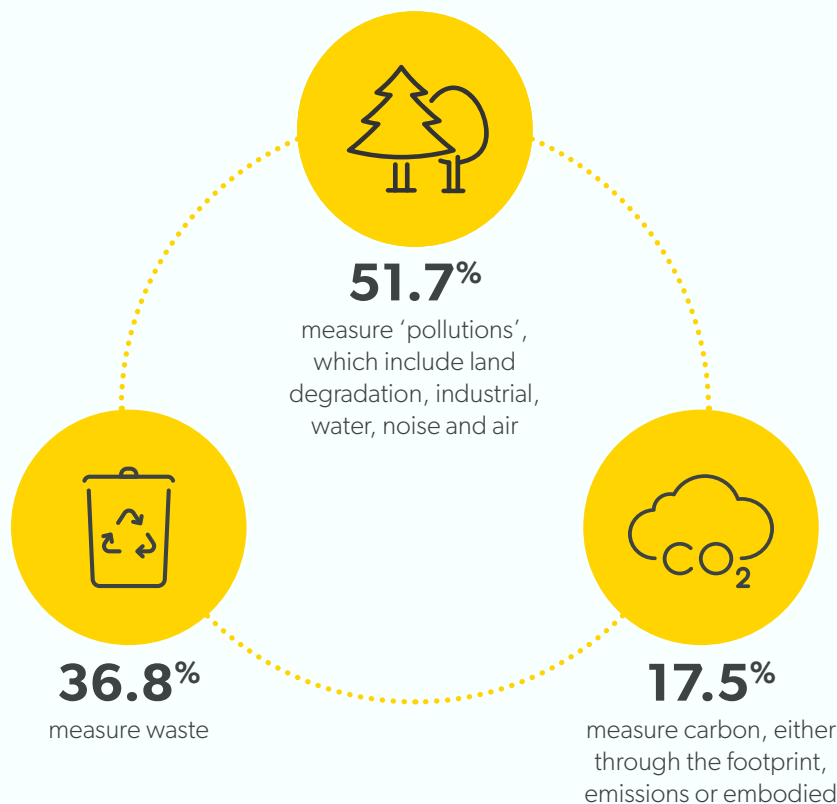 51.7%
measure ‘pollutions’,
which include land
degradation, industrial,
water, noise and air
36.8%
measure waste
CO2
17.5%
measure carbon, either
through the footprint,
emissions or embodied